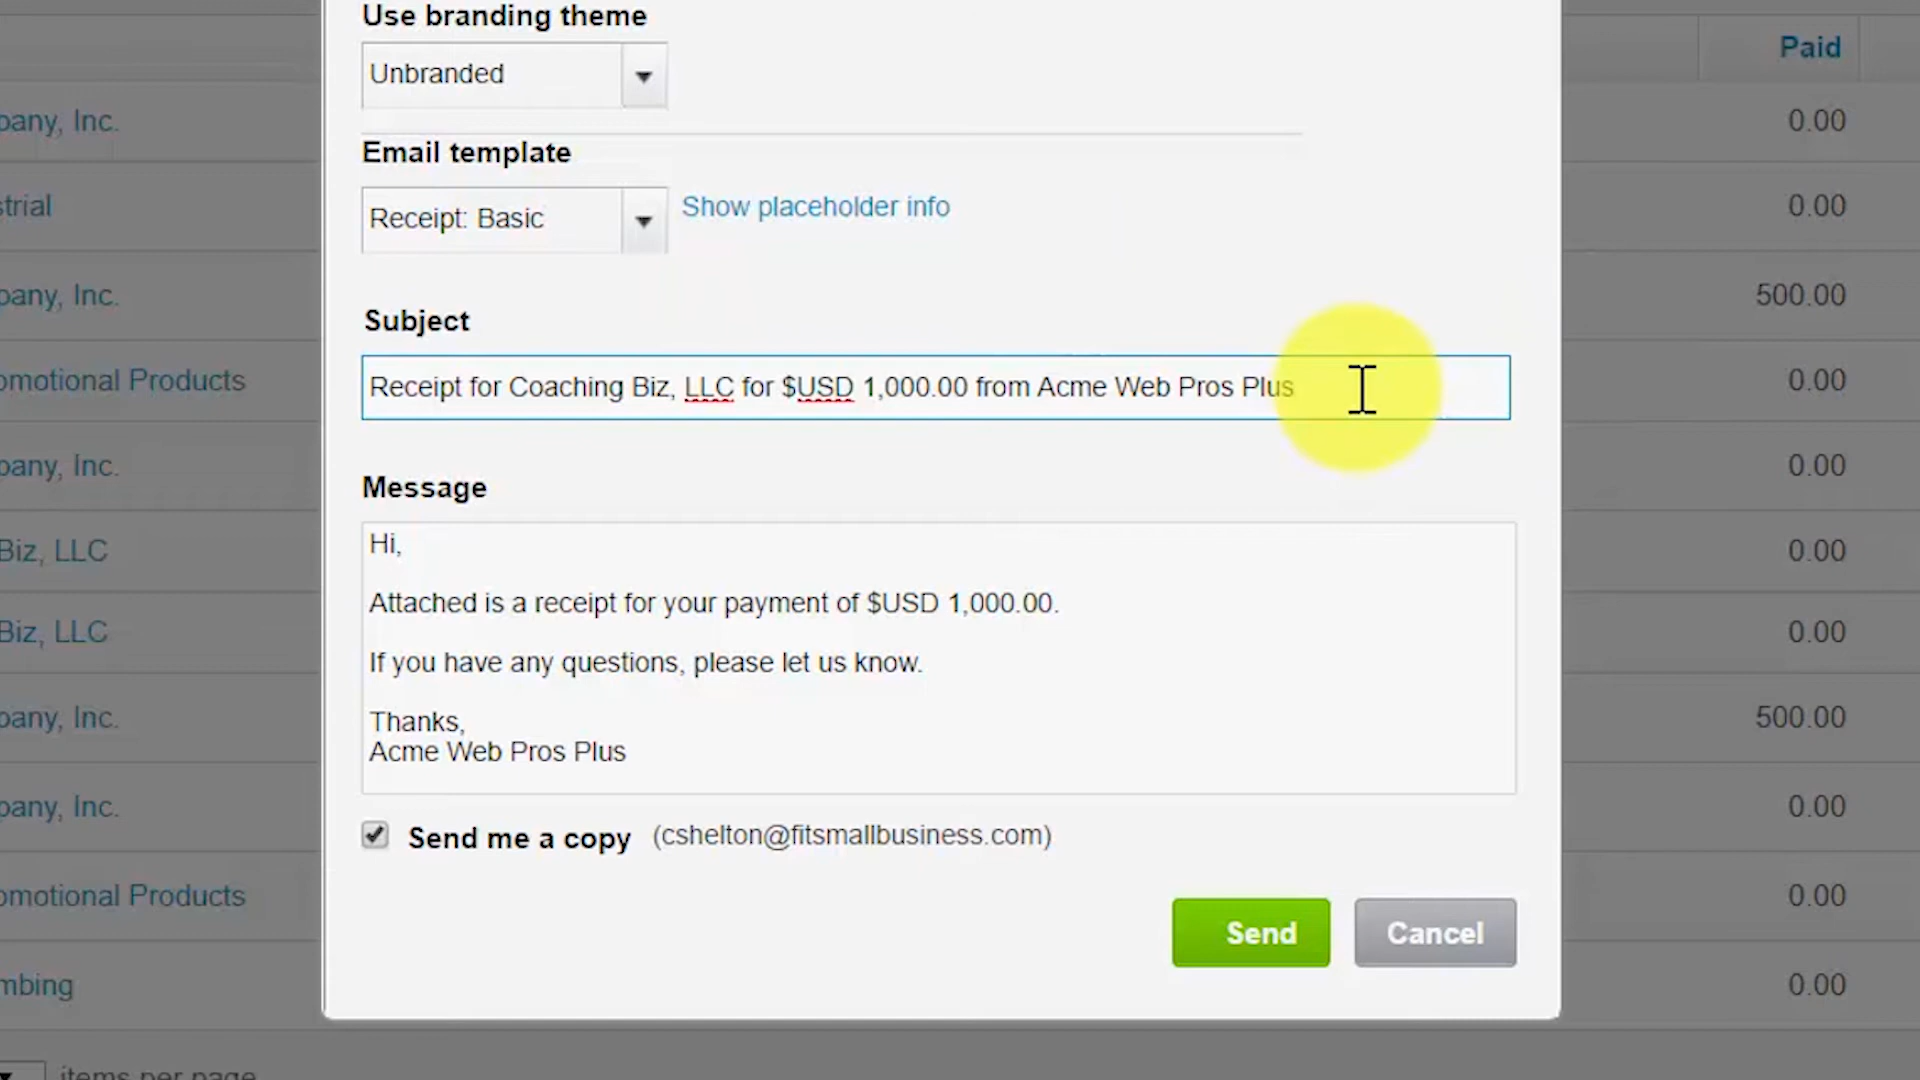 Use branding theme
Unbranded
Email template
Receipt: Basic
Show placeholder info
Subject
Receipt for Coaching Biz, LLC for $USD 1,000.00 from Acme Web Pros Plus
Message
Hi,
Attached is a receipt for your payment of $USD 1,000.00.
If you have any questions, please let us know.
Thanks,
Acme Web Pros Plus
Send me a copy (cshelton@fitsmallbusiness.com)
Send
Cancel
Paid
pany, Inc. 0.00
strial 0.00
pany, Inc. 500.00
omotional Products 0.00
pany, Inc. 0.00
Biz, LLC 0.00
Biz, LLC 0.00
pany, Inc. 500.00
pany, Inc. 0.00
omotional Products 0.00
mbing 0.00
items per page